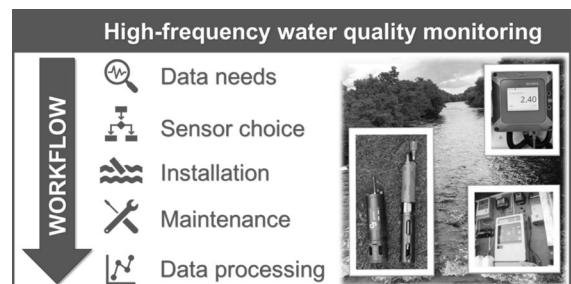 High-frequency water quality monitoring
WORKFLOW
Data needs
Sensor choice
Installation
Maintenance
Data processing
2.40